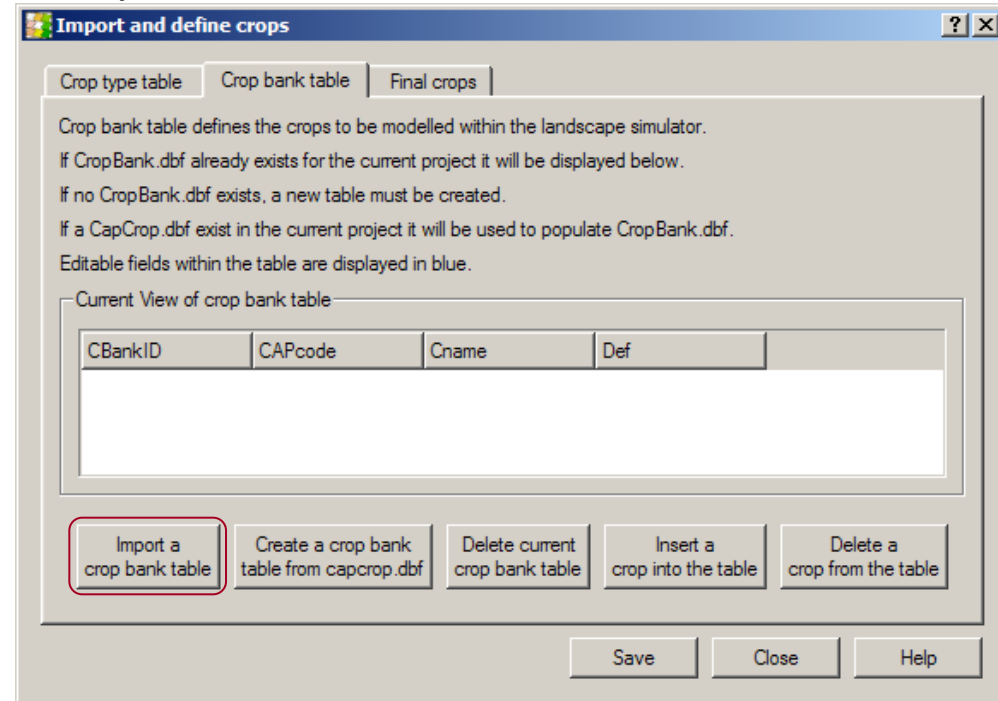 Import and define crops
? X
Crop type table Crop bank table Final crops
Crop bank table defines the crops to be modelled within the landscape simulator.
If CropBank.dbf already exists for the current project it will be displayed below.
If no CropBank.dbf exists, a new table must be created.
If a CapCrop.dbf exist in the current project it will be used to populate CropBank.dbf.
Editable fields within the table are displayed in blue.
Current View of crop bank table
CBankID CAPcode Cname Def
Import a Create a crop bank Delete current Insert a Delete a
crop bank table table from capcrop.dbf crop bank table crop into the table crop from the table
Save Close Help